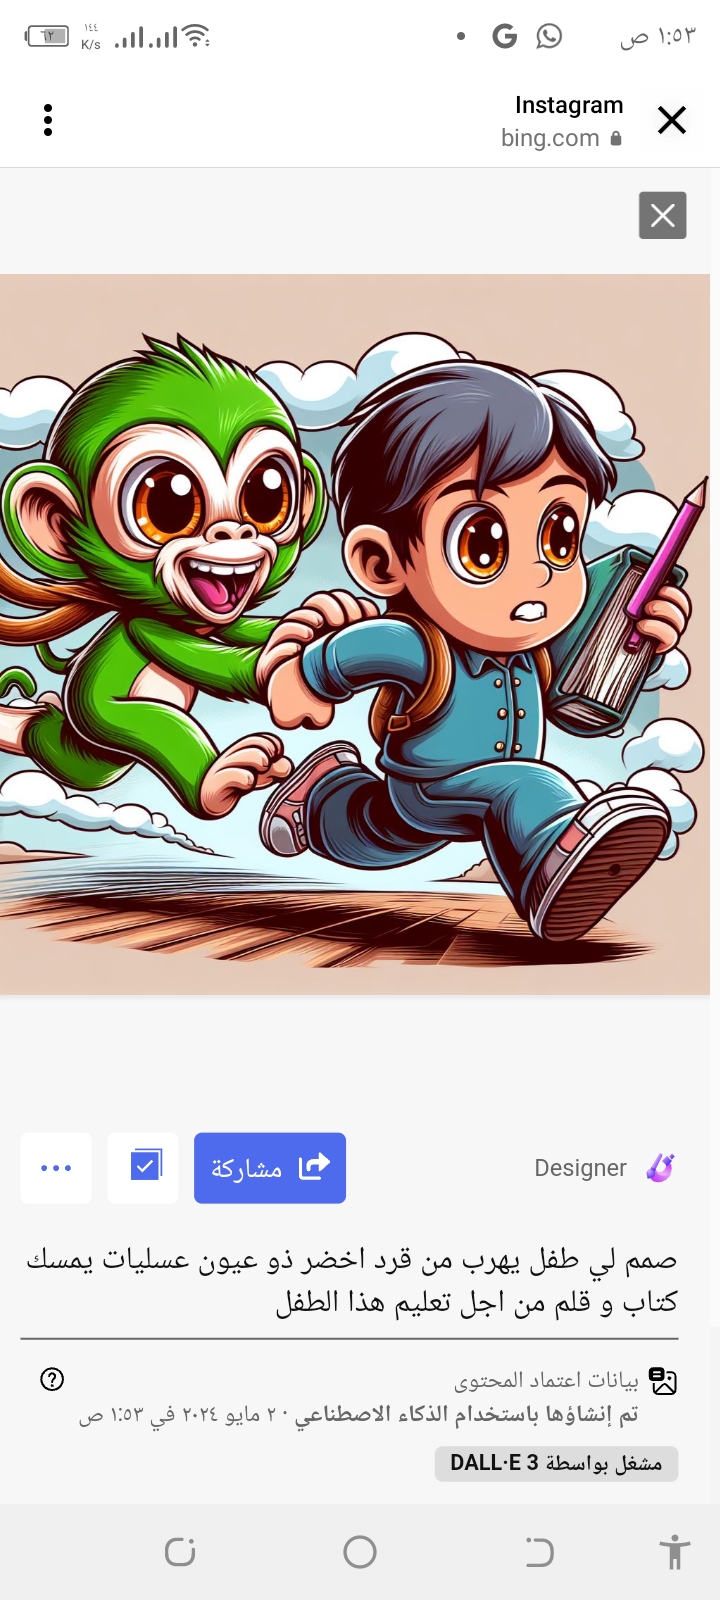 ١:٥٣ ص
١٤٤
K/s
٦٢
Instagram
bing.com
مشاركة
Designer
صمم لي طفل يهرب من قرد اخضر ذو عيون عسليات يمسك
كتاب و قلم من اجل تعليم هذا الطفل
بيانات اعتماد المحتوى
تم إنشاؤها باستخدام الذكاء الاصطناعي · ٢ مايو ٢٠٢٤ في ١:٥٣ ص
مشغل بواسطة DALL·E 3